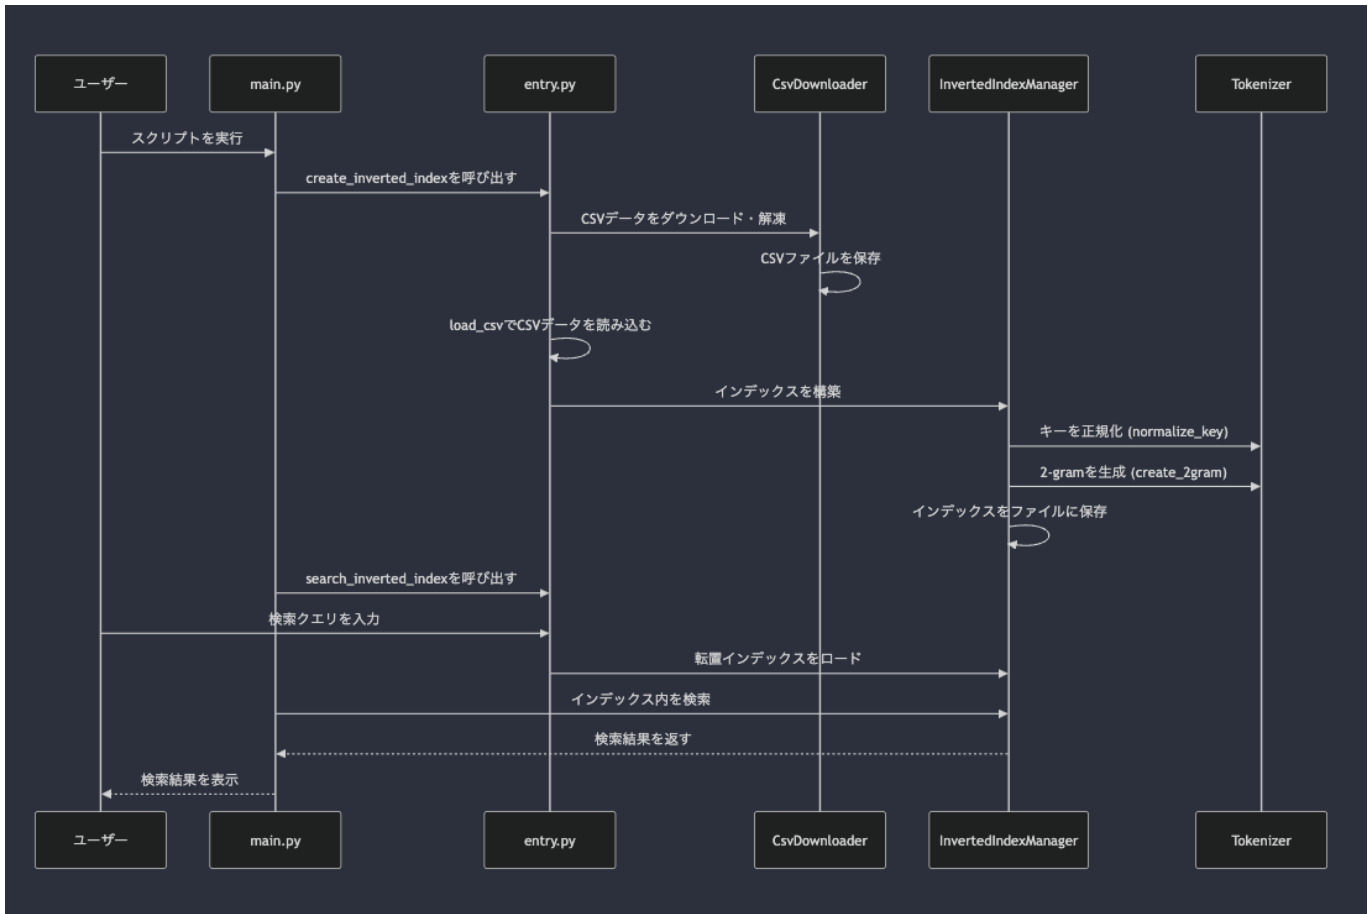 ユーザー
main.py
entry.py
CsvDownloader
InvertedIndexManager
Tokenizer
スクリプトを実行
create_inverted_indexを呼び出す
CSVデータをダウンロード・解凍
CSVファイルを保存
load_csvでCSVデータを読み込む
インデックスを構築
キーを正規化 (normalize_key)
2-gramを生成 (create_2gram)
インデックスをファイルに保存
search_inverted_indexを呼び出す
検索クエリを入力
転置インデックスをロード
インデックス内を検索
検索結果を返す
検索結果を表示
ユーザー
main.py
entry.py
CsvDownloader
InvertedIndexManager
Tokenizer